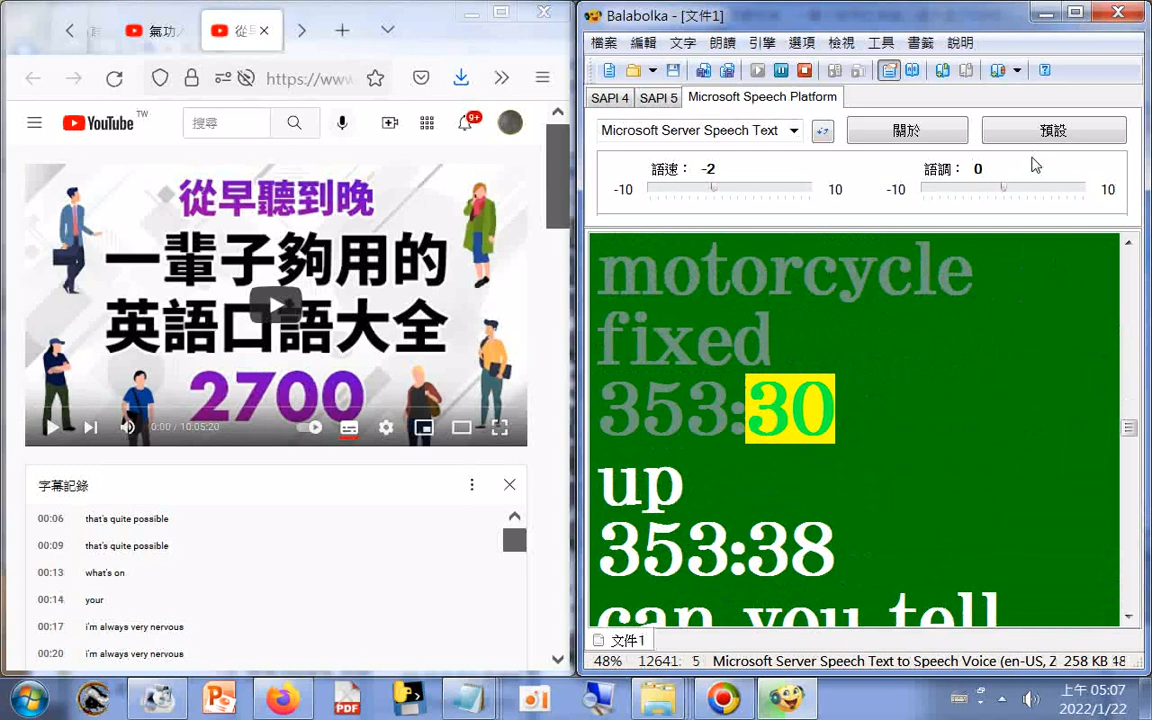 氣功入
從
https://www
YouTube TW
搜尋
9+
從早聽到晚
一輩子夠用的
英語口語大全
2700
0:00 / 10:05:20
字幕記錄
00:06 that's quite possible
00:09 that's quite possible
00:13 what's on
00:14 your
00:17 i'm always very nervous
00:20 i'm always very nervous
Balabolka - [文件1]
檔案 編輯 文字 朗讀 引擎 選項 檢視 工具 書籤 說明
SAPI 4 SAPI 5 Microsoft Speech Platform
Microsoft Server Speech Text 關於 預設
語速： -2 語調： 0
-10 10 -10 10
motorcycle
fixed
353:30
up
353:38
can you tell
文件1
48% 12641: 5 Microsoft Server Speech Text to Speech Voice (en-US, Z 258 KB 48
PDF
上午 05:07
2022/1/22